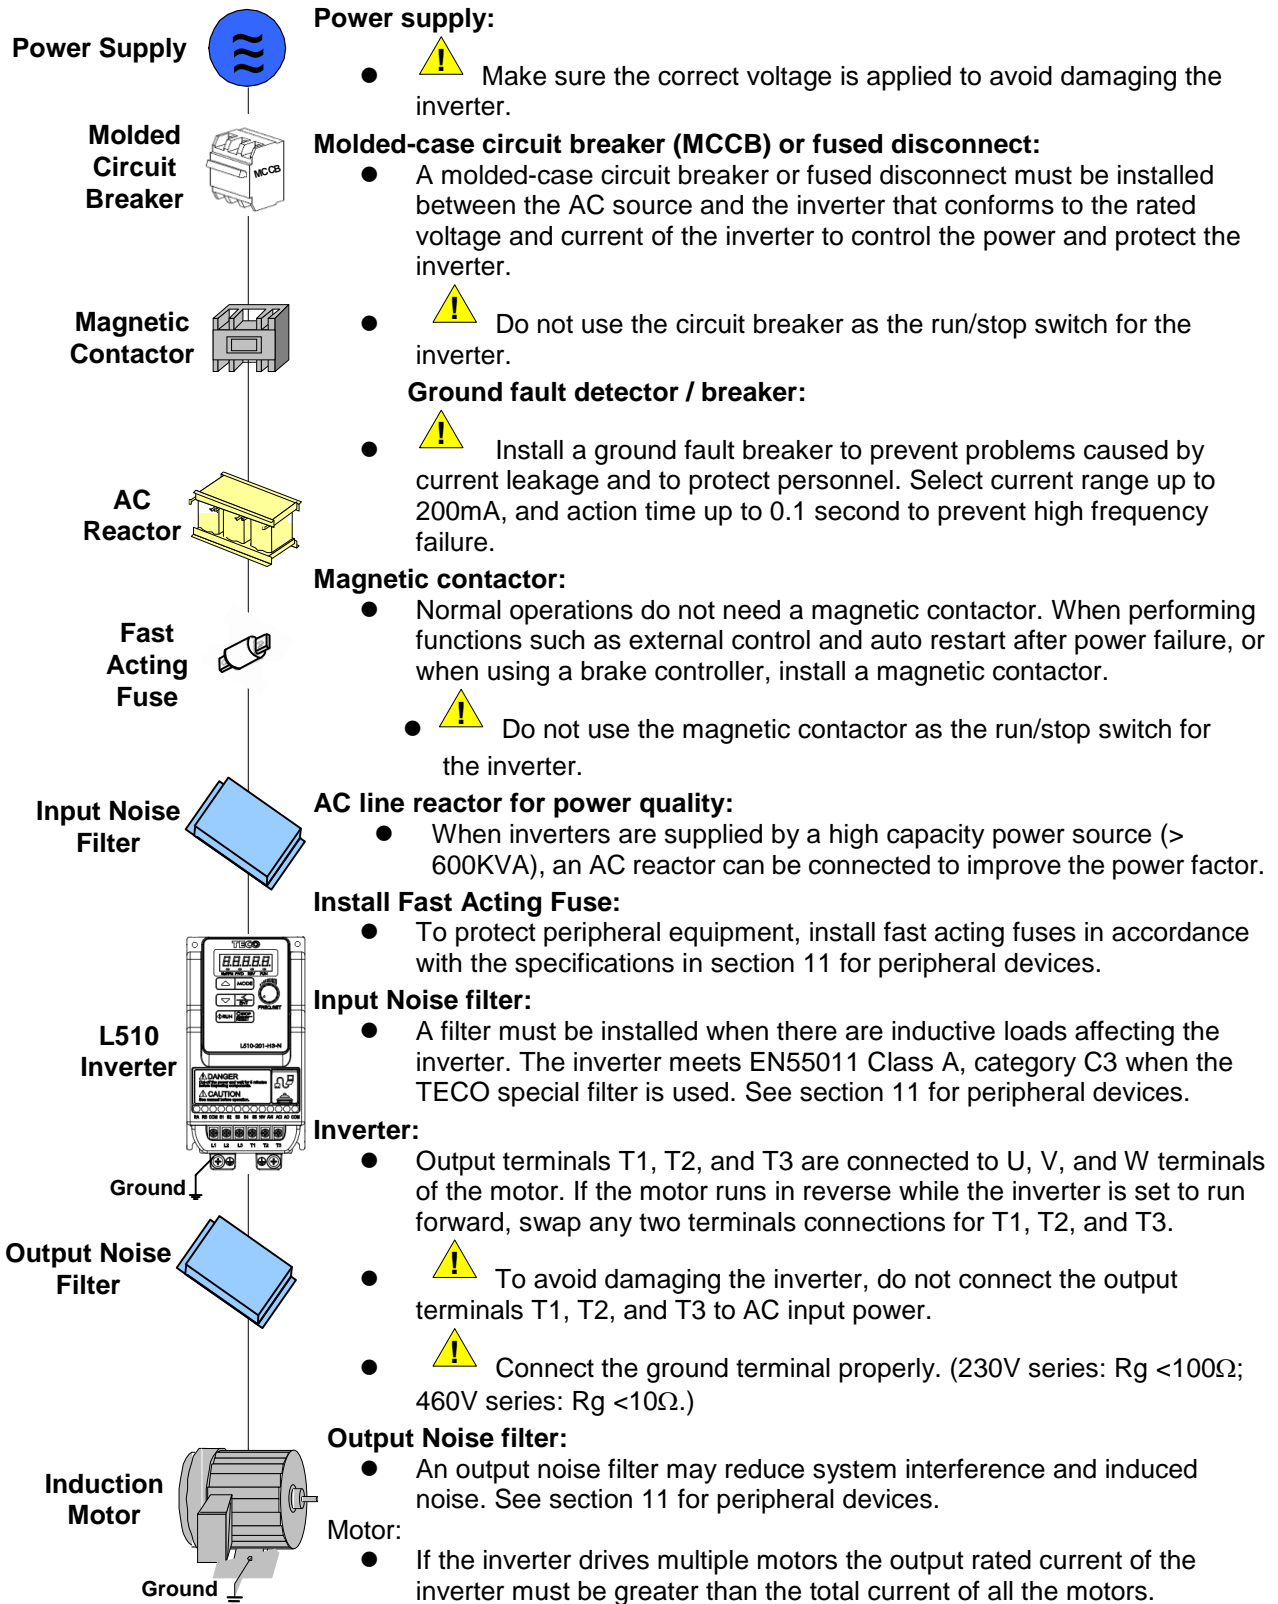 Power Supply
Molded
Circuit
Breaker
MCCB
Magnetic
Contactor
AC
Reactor
Fast
Acting
Fuse
Input Noise
Filter
TECO
8.8.8.8.8.
MODE
RUN
L510-201-H3-N
DANGER
CAUTION
L1 L2 L3 T1 T2 T3
L510
Inverter
Ground
Output Noise
Filter
Induction
Motor
Ground
Power supply:
● ! Make sure the correct voltage is applied to avoid damaging the
inverter.
Molded-case circuit breaker (MCCB) or fused disconnect:
● A molded-case circuit breaker or fused disconnect must be installed
between the AC source and the inverter that conforms to the rated
voltage and current of the inverter to control the power and protect the
inverter.
● ! Do not use the circuit breaker as the run/stop switch for the
inverter.
Ground fault detector / breaker:
● ! Install a ground fault breaker to prevent problems caused by
current leakage and to protect personnel. Select current range up to
200mA, and action time up to 0.1 second to prevent high frequency
failure.
Magnetic contactor:
● Normal operations do not need a magnetic contactor. When performing
functions such as external control and auto restart after power failure, or
when using a brake controller, install a magnetic contactor.
● ! Do not use the magnetic contactor as the run/stop switch for
the inverter.
AC line reactor for power quality:
● When inverters are supplied by a high capacity power source (>
600KVA), an AC reactor can be connected to improve the power factor.
Install Fast Acting Fuse:
● To protect peripheral equipment, install fast acting fuses in accordance
with the specifications in section 11 for peripheral devices.
Input Noise filter:
● A filter must be installed when there are inductive loads affecting the
inverter. The inverter meets EN55011 Class A, category C3 when the
TECO special filter is used. See section 11 for peripheral devices.
Inverter:
● Output terminals T1, T2, and T3 are connected to U, V, and W terminals
of the motor. If the motor runs in reverse while the inverter is set to run
forward, swap any two terminals connections for T1, T2, and T3.
● ! To avoid damaging the inverter, do not connect the output
terminals T1, T2, and T3 to AC input power.
● ! Connect the ground terminal properly. (230V series: Rg <100Ω;
460V series: Rg <10Ω.)
Output Noise filter:
● An output noise filter may reduce system interference and induced
noise. See section 11 for peripheral devices.
Motor:
● If the inverter drives multiple motors the output rated current of the
inverter must be greater than the total current of all the motors.